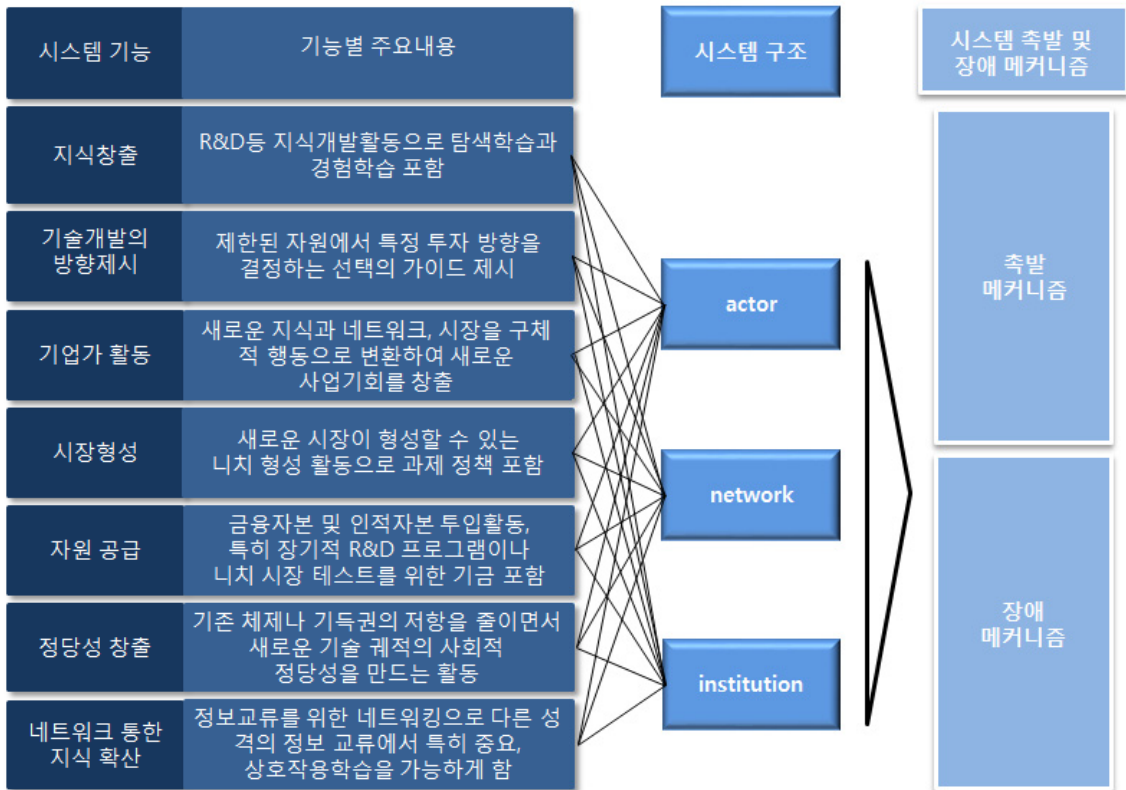 시스템 기능
기능별 주요내용
시스템 구조
시스템 촉발 및
장애 메커니즘
지식창출
R&D등 지식개발활동으로 탐색학습과
경험학습 포함
기술개발의
방향제시
제한된 자원에서 특정 투자 방향을
결정하는 선택의 가이드 제시
기업가 활동
새로운 지식과 네트워크, 시장을 구체
적 행동으로 변환하여 새로운
사업기회를 창출
시장형성
새로운 시장이 형성할 수 있는
니치 형성 활동으로 과제 정책 포함
자원 공급
금융자본 및 인적자본 투입활동,
특히 장기적 R&D 프로그램이나
니치 시장 테스트를 위한 기금 포함
정당성 창출
기존 체제나 기득권의 저항을 줄이면서
새로운 기술 궤적의 사회적
정당성을 만드는 활동
네트워크 통한
지식 확산
정보교류를 위한 네트워킹으로 다른 성
격의 정보 교류에서 특히 중요,
상호작용학습을 가능하게 함
actor
network
institution
촉발
메커니즘
장애
메커니즘